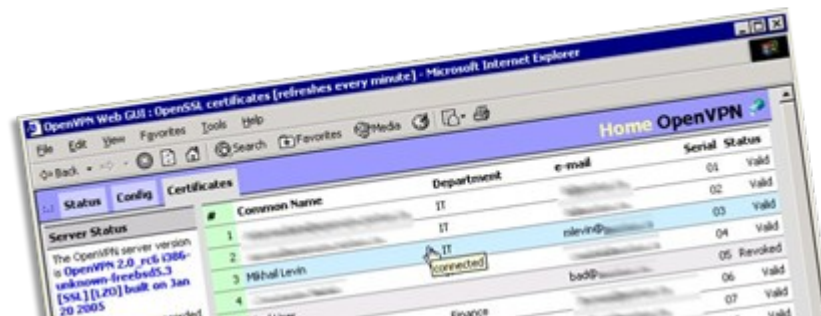 OpenVPN Web GUI : OpenSSL certificates [refreshes every minute] - Microsoft Internet Explorer
File Edit View Favorites Tools Help
Back Search Favorites Media
Home OpenVPN
Status Config Certificates
# Common Name Department e-mail Serial Status
1 IT 01 Valid
2 IT 02 Valid
3 Mikhail Levin IT mlevin@ 03 Valid
connected
4 04 Valid
bad@ 05 Revoked
Finance 06 Valid
07 Valid
Valid
Server Status
The OpenVPN server version
is OpenVPN 2.0_rc6 i386-
unknown-freebsd5.3
[SSL] [LZO] built on Jan
20 2005